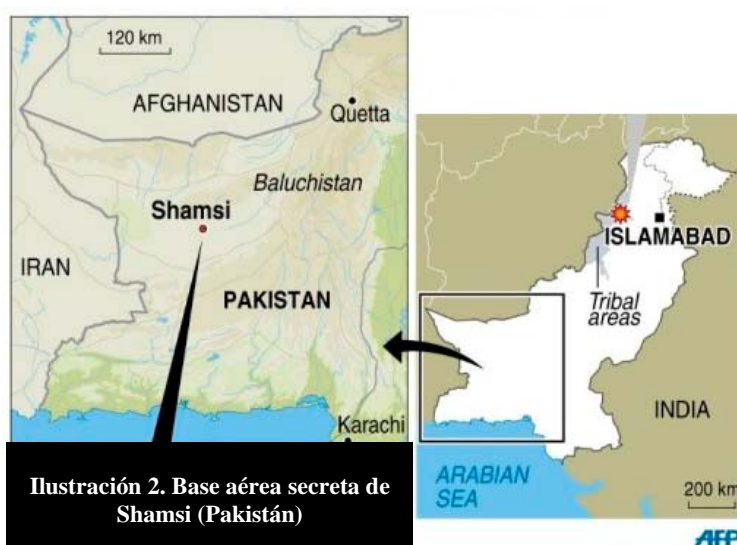 120 km
AFGHANISTAN
Quetta
Baluchistan
Shamsi
IRAN
PAKISTAN
Karachi
Ilustración 2. Base aérea secreta de
Shamsi (Pakistán)
ISLAMABAD
Tribal
areas
INDIA
ARABIAN
SEA
200 km
AFP